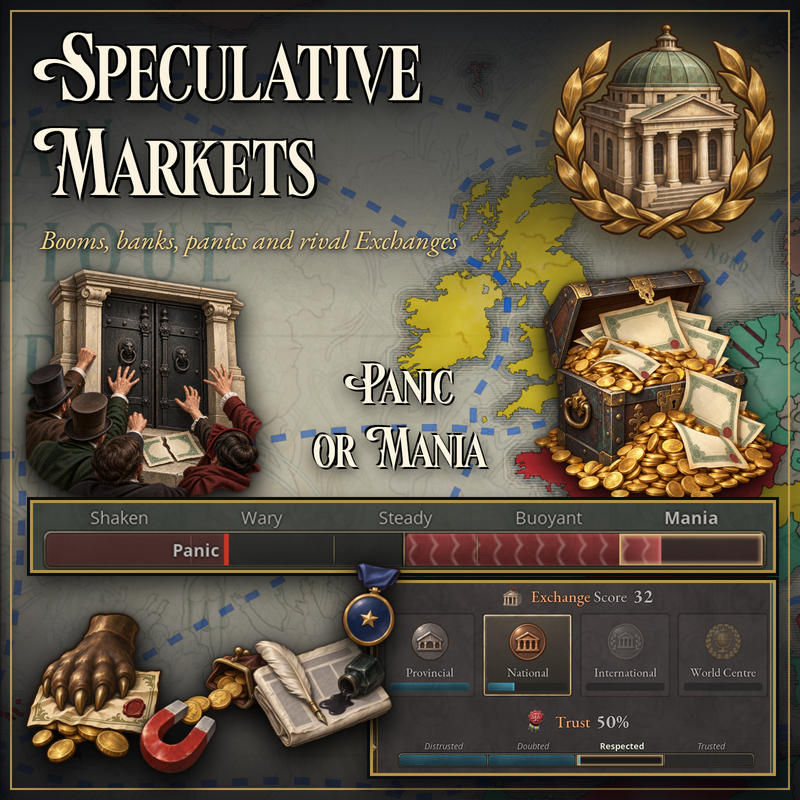 SPECULATIVE
MARKETS
Booms, banks, panics and rival Exchanges
PANIC
OR MANIA
Shaken Wary Steady Buoyant Mania
Panic
Exchange Score 32
Provincial National International World Centre
Trust 50%
Distrusted Doubted Respected Trusted